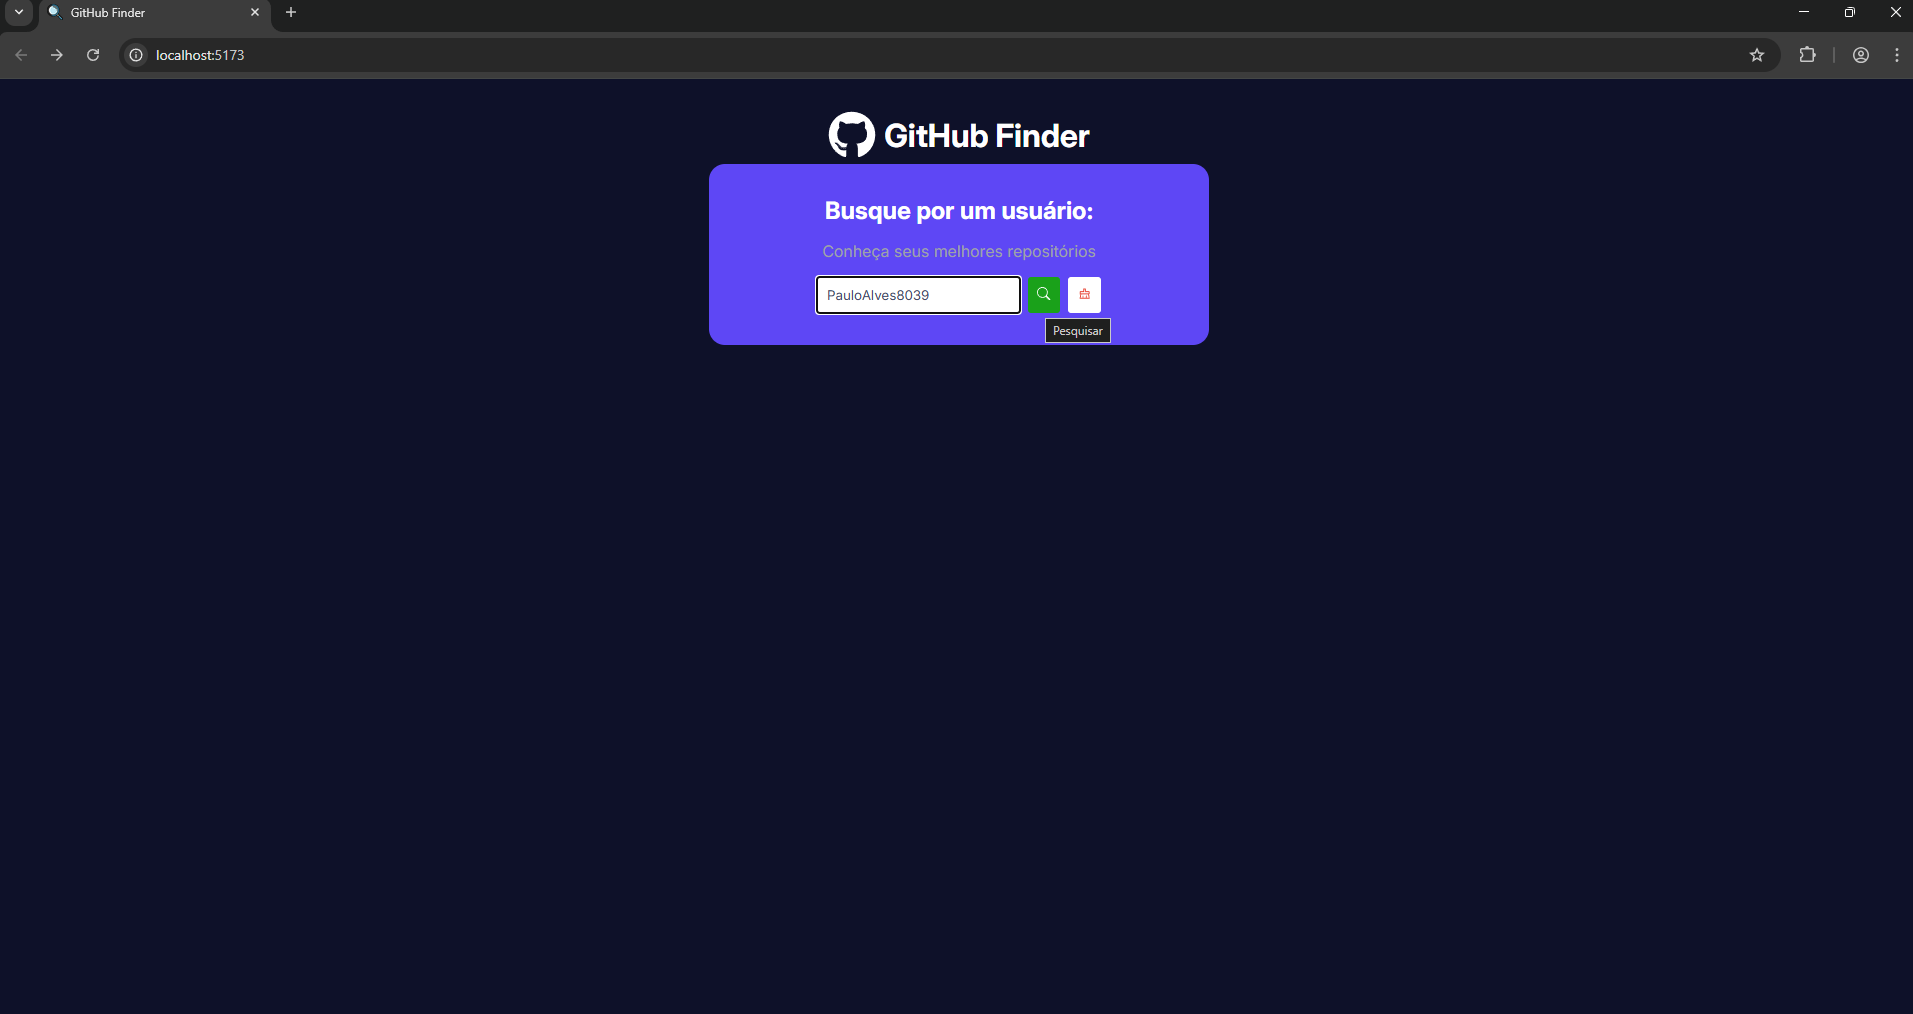 GitHub Finder
localhost:5173
GitHub Finder
Busque por um usuário:
Conheça seus melhores repositórios
PauloAlves8039
Pesquisar